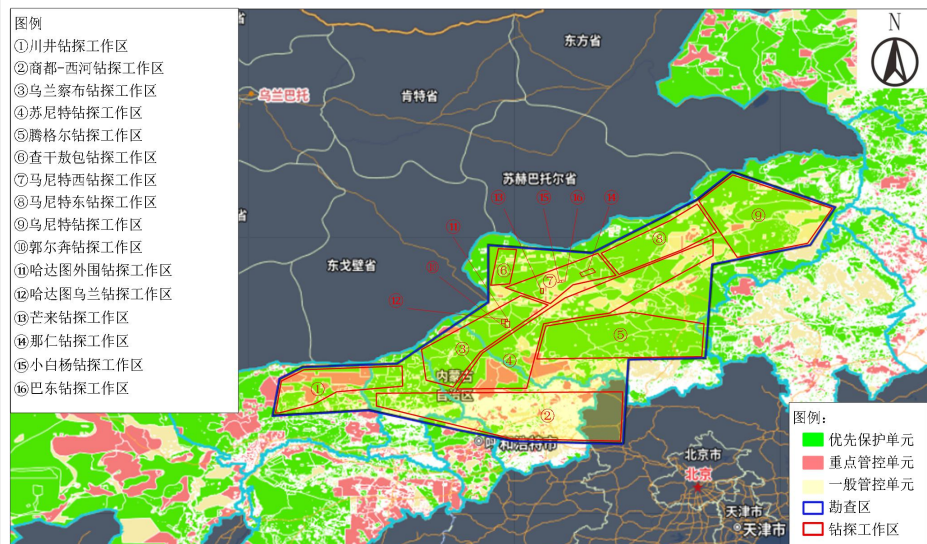 图例
①川井钻探工作区
②商都-西河钻探工作区
③乌兰察布钻探工作区
④苏尼特钻探工作区
⑤腾格尔钻探工作区
⑥查干敖包钻探工作区
⑦马尼特西钻探工作区
⑧马尼特东钻探工作区
⑨乌尼特钻探工作区
⑩郭尔奔钻探工作区
⑪哈达图外围钻探工作区
⑫哈达图乌兰钻探工作区
⑬芒来钻探工作区
⑭那仁钻探工作区
⑮小白杨钻探工作区
⑯巴东钻探工作区
N
东方省
肯特省
乌兰巴托
省
省
苏赫巴托尔省
东戈壁省
⑬
⑮
⑯
⑭
⑪
⑫
⑥
⑦
⑧
⑨
③
④
⑤
①
②
内蒙古
自治区
呼和浩特市
北京市
北京
天津市
天津市
图例：
优先保护单元
重点管控单元
一般管控单元
勘查区
钻探工作区